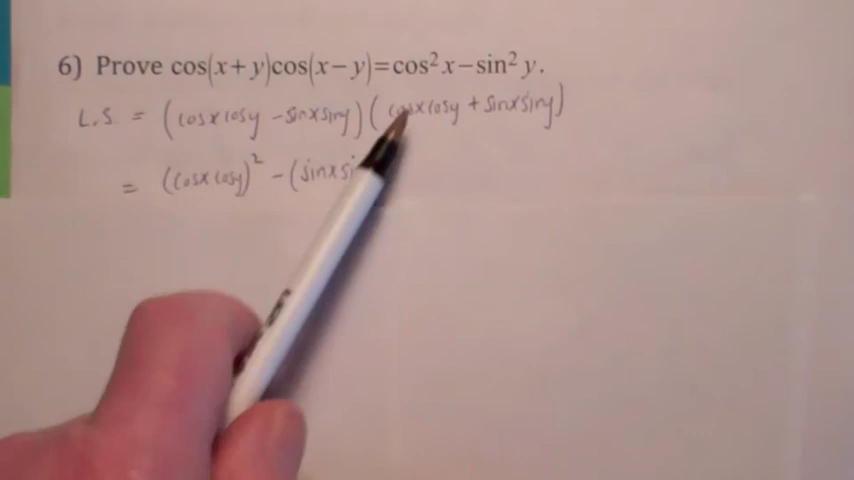 6) Prove cos(x+y)cos(x−y)=cos²x−sin²y.
L.S = (cosx cosy - sinx siny)(cosx cosy + sinx siny)
= (cosx cosy)² - (sinx si